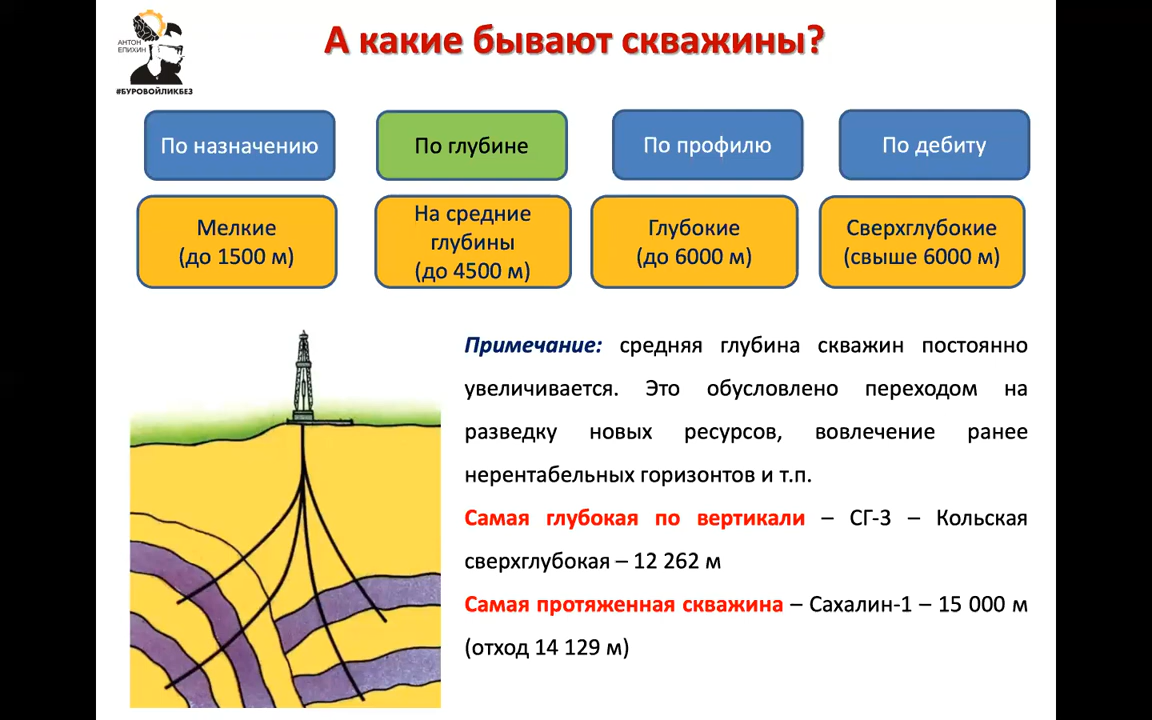 АНТОН
ЕПИХИН
#БУРОВОЙЛИКБЕЗ
А какие бывают скважины?
По назначению
По глубине
По профилю
По дебиту
Мелкие
(до 1500 м)
На средние
глубины
(до 4500 м)
Глубокие
(до 6000 м)
Сверхглубокие
(свыше 6000 м)
Примечание: средняя глубина скважин постоянно
увеличивается. Это обусловлено переходом на
разведку новых ресурсов, вовлечение ранее
нерентабельных горизонтов и т.п.
Самая глубокая по вертикали – СГ-3 – Кольская
сверхглубокая – 12 262 м
Самая протяженная скважина – Сахалин-1 – 15 000 м
(отход 14 129 м)